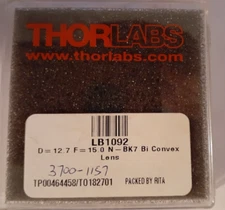 THORLABS
www.thorlabs.com
LB1092
D=12.7 F=15.0 N-BK7 Bi Convex
Lens
3700-1157
TP00464458/T0182701
PACKED BY RITA